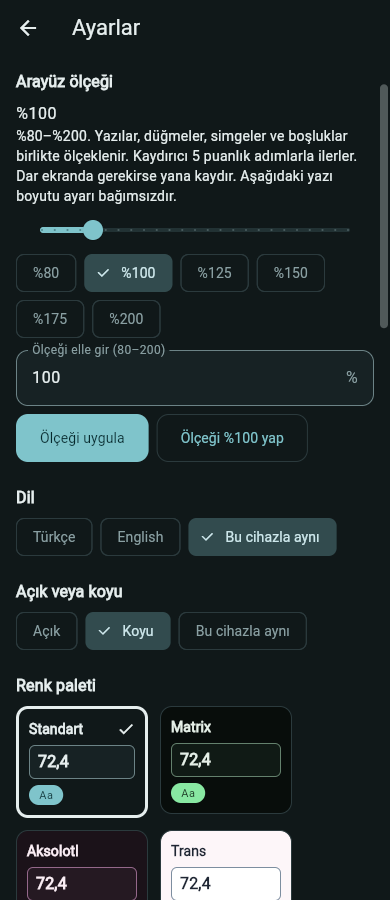 Ayarlar
Arayüz ölçeği
%100
%80–%200. Yazılar, düğmeler, simgeler ve boşluklar
birlikte ölçeklenir. Kaydırıcı 5 puanlık adımlarla ilerler.
Dar ekranda gerekirse yana kaydır. Aşağıdaki yazı
boyutu ayarı bağımsızdır.
%80 %100 %125 %150
%175 %200
Ölçeği elle gir (80–200)
100 %
Ölçeği uygula Ölçeği %100 yap
Dil
Türkçe English Bu cihazla aynı
Açık veya koyu
Açık Koyu Bu cihazla aynı
Renk paleti
Standart Matrix
72,4 72,4
Aa Aa
Aksolotl Trans
72,4 72,4